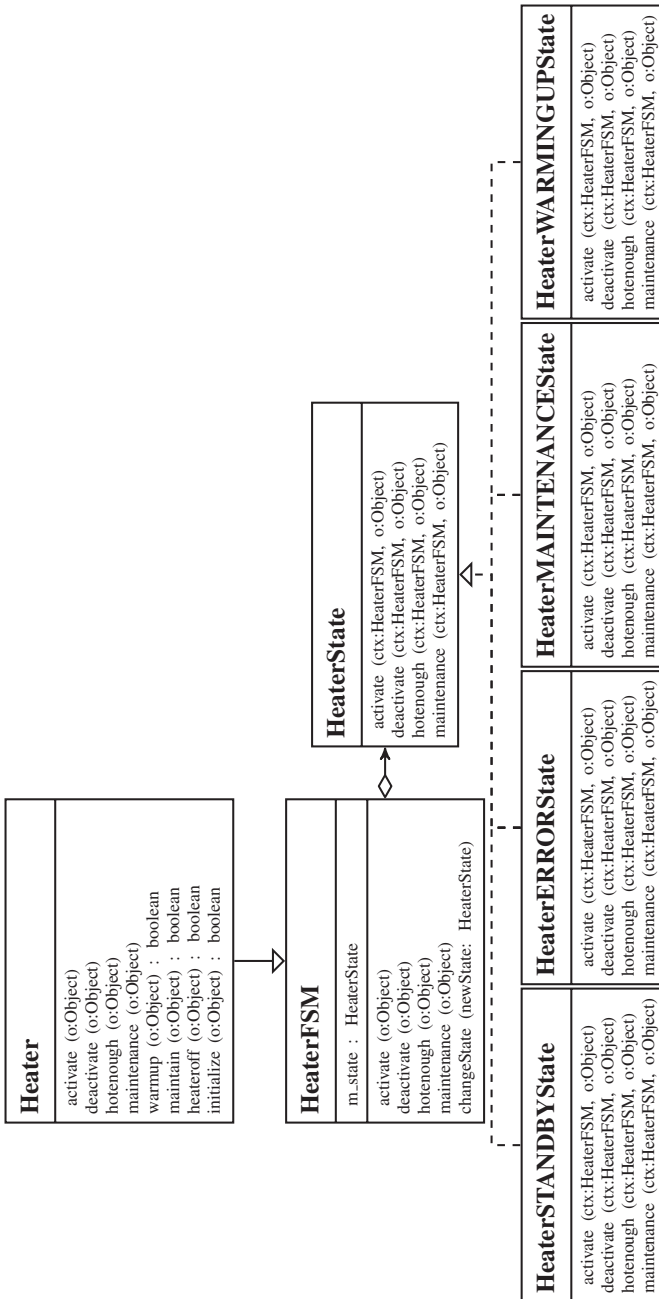 Heater
activate (o:Object)
deactivate (o:Object)
hotenough (o:Object)
maintenance (o:Object)
warmup (o:Object) : boolean
maintain (o:Object) : boolean
heateroff (o:Object) : boolean
initialize (o:Object) : boolean
HeaterFSM
m_state : HeaterState
activate (o:Object)
deactivate (o:Object)
hotenough (o:Object)
maintenance (o:Object)
changeState (newState: HeaterState)
HeaterState
activate (ctx:HeaterFSM, o:Object)
deactivate (ctx:HeaterFSM, o:Object)
hotenough (ctx:HeaterFSM, o:Object)
maintenance (ctx:HeaterFSM, o:Object)
HeaterSTANDBYState
activate (ctx:HeaterFSM, o:Object)
deactivate (ctx:HeaterFSM, o:Object)
hotenough (ctx:HeaterFSM, o:Object)
maintenance (ctx:HeaterFSM, o:Object)
HeaterERRORState
activate (ctx:HeaterFSM, o:Object)
deactivate (ctx:HeaterFSM, o:Object)
hotenough (ctx:HeaterFSM, o:Object)
maintenance (ctx:HeaterFSM, o:Object)
HeaterMAINTENANCEState
activate (ctx:HeaterFSM, o:Object)
deactivate (ctx:HeaterFSM, o:Object)
hotenough (ctx:HeaterFSM, o:Object)
maintenance (ctx:HeaterFSM, o:Object)
HeaterWARMINGUPState
activate (ctx:HeaterFSM, o:Object)
deactivate (ctx:HeaterFSM, o:Object)
hotenough (ctx:HeaterFSM, o:Object)
maintenance (ctx:HeaterFSM, o:Object)